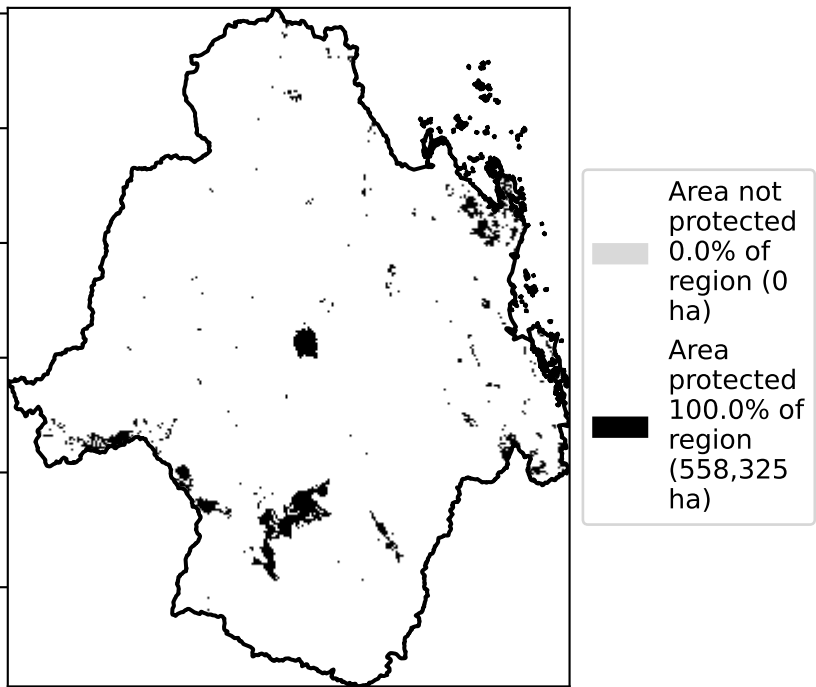 Area not
protected
0.0% of
region (0
ha)
Area
protected
100.0% of
region
(558,325
ha)